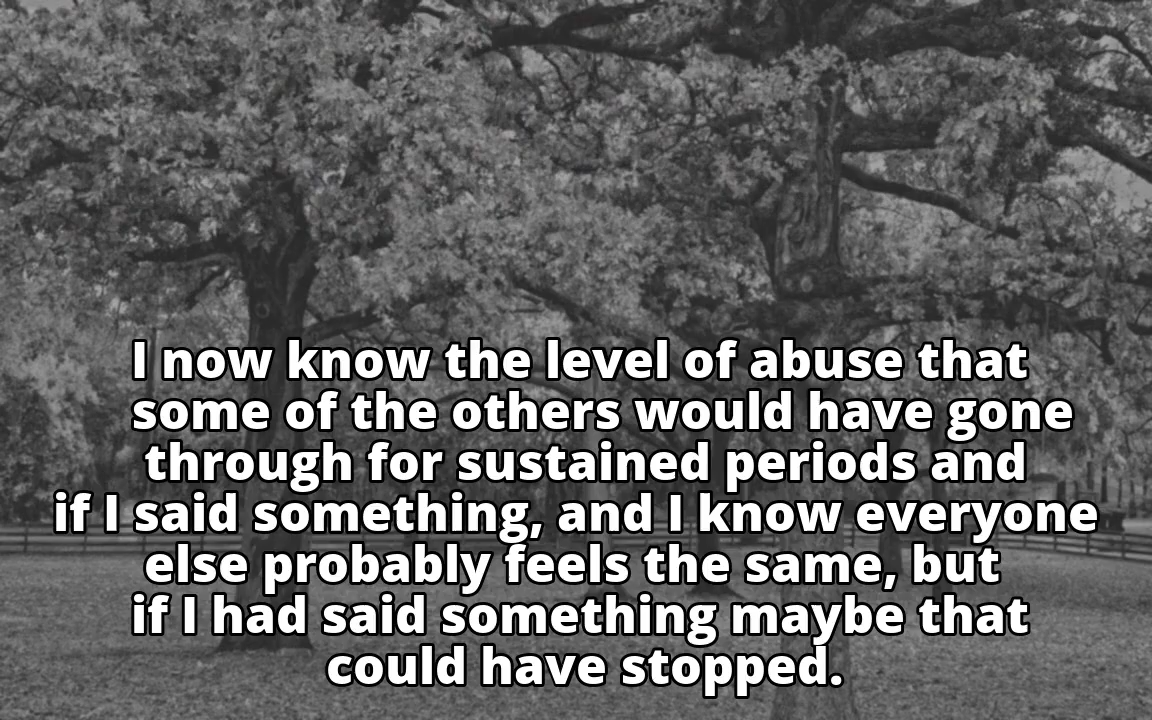 I now know the level of abuse that
some of the others would have gone
through for sustained periods and
if I said something, and I know everyone
else probably feels the same, but
if I had said something maybe that
could have stopped.